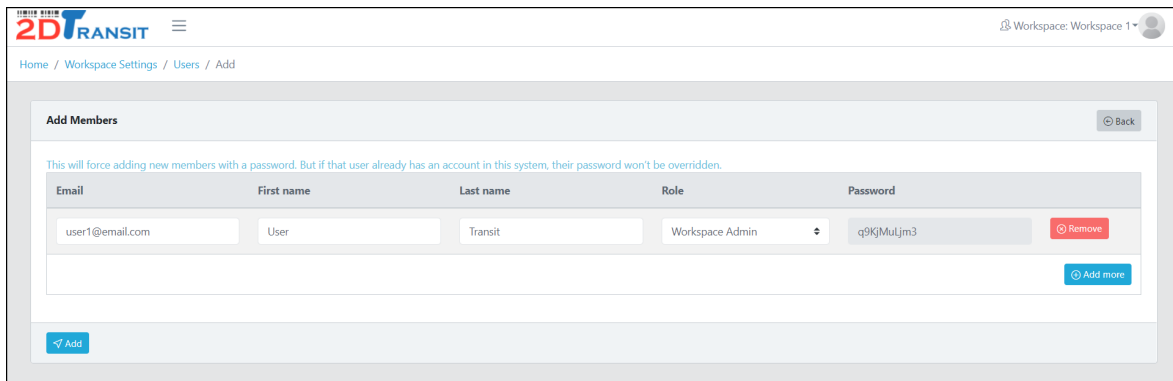 2DTRANSIT
Workspace: Workspace 1
Home / Workspace Settings / Users / Add
Add Members
Back
This will force adding new members with a password. But if that user already has an account in this system, their password won't be overridden.
Email First name Last name Role Password
user1@email.com User Transit Workspace Admin q9KjMuLjm3 Remove
Add more
Add